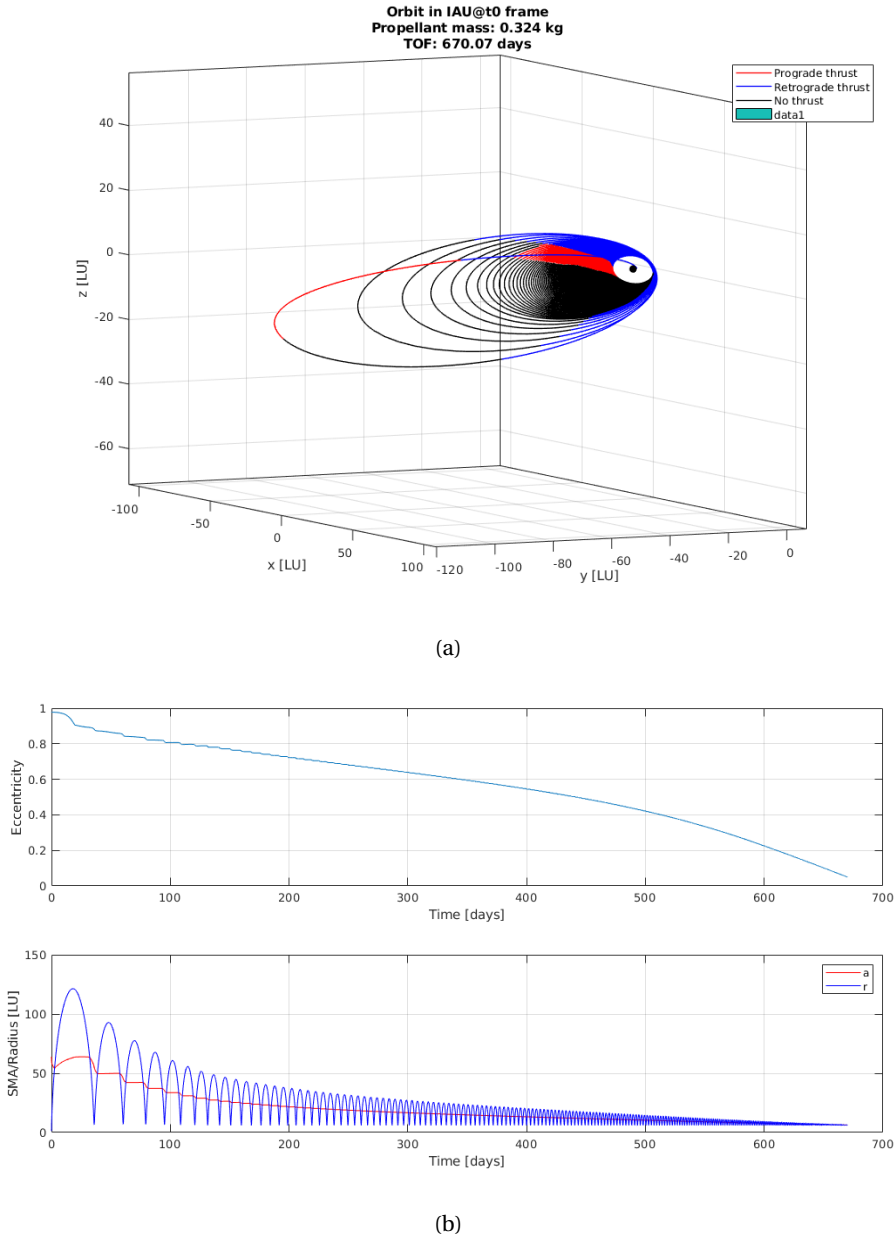 Orbit in IAU@t0 frame
Propellant mass: 0.324 kg
TOF: 670.07 days
Prograde thrust
Retrograde thrust
No thrust
data1
40
20
0
-20
-40
-60
z [LU]
-100
-50
0
50
100
x [LU]
-120
-100
-80
-60
-40
-20
0
y [LU]
(a)
1
0.8
0.6
0.4
0.2
0
Eccentricity
0 100 200 300 400 500 600 700
Time [days]
150
100
50
0
SMA/Radius [LU]
a
r
0 100 200 300 400 500 600 700
Time [days]
(b)